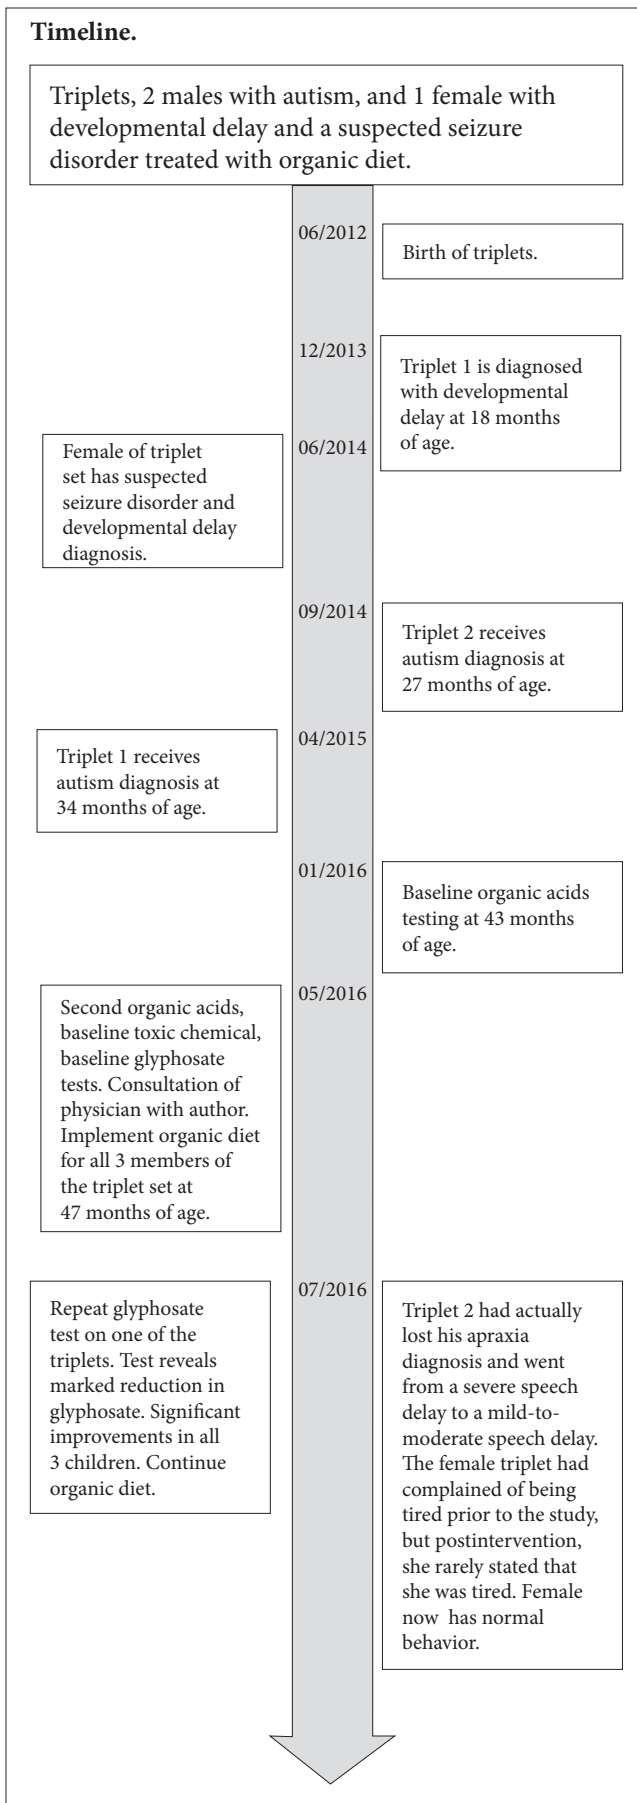 Timeline.
Triplets, 2 males with autism, and 1 female with
developmental delay and a suspected seizure
disorder treated with organic diet.
06/2012
Birth of triplets.
12/2013
Triplet 1 is diagnosed
with developmental
delay at 18 months
of age.
06/2014
Female of triplet
set has suspected
seizure disorder and
developmental delay
diagnosis.
09/2014
Triplet 2 receives
autism diagnosis at
27 months of age.
04/2015
Triplet 1 receives
autism diagnosis at
34 months of age.
01/2016
Baseline organic acids
testing at 43 months
of age.
05/2016
Second organic acids,
baseline toxic chemical,
baseline glyphosate
tests. Consultation of
physician with author.
Implement organic diet
for all 3 members of
the triplet set at
47 months of age.
07/2016
Repeat glyphosate
test on one of the
triplets. Test reveals
marked reduction in
glyphosate. Significant
improvements in all
3 children. Continue
organic diet.
Triplet 2 had actually
lost his apraxia
diagnosis and went
from a severe speech
delay to a mild-to-
moderate speech delay.
The female triplet had
complained of being
tired prior to the study,
but postintervention,
she rarely stated that
she was tired. Female
now has normal
behavior.